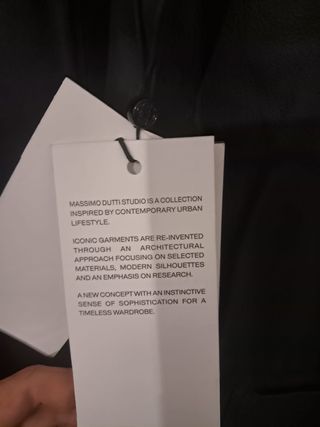 MASSIMO DUTTI STUDIO IS A COLLECTION
INSPIRED BY CONTEMPORARY URBAN
LIFESTYLE.
ICONIC GARMENTS ARE RE-INVENTED
THROUGH AN ARCHITECTURAL
APPROACH FOCUSING ON SELECTED
MATERIALS, MODERN SILHOUETTES
AND AN EMPHASIS ON RESEARCH.
A NEW CONCEPT WITH AN INSTINCTIVE
SENSE OF SOPHISTICATION FOR A
TIMELESS WARDROBE.